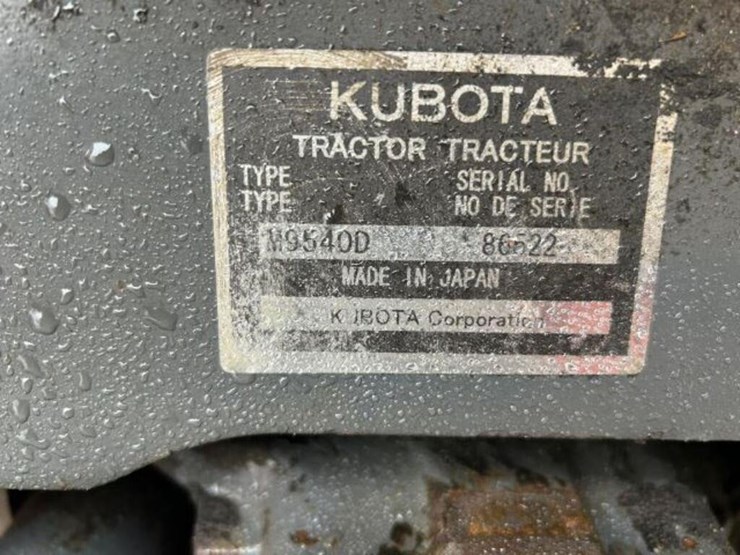 KUBOTA
TRACTOR TRACTEUR
TYPE SERIAL NO.
TYPE NO DE SERIE
M9540D
MADE IN JAPAN
KUBOTA Corporation